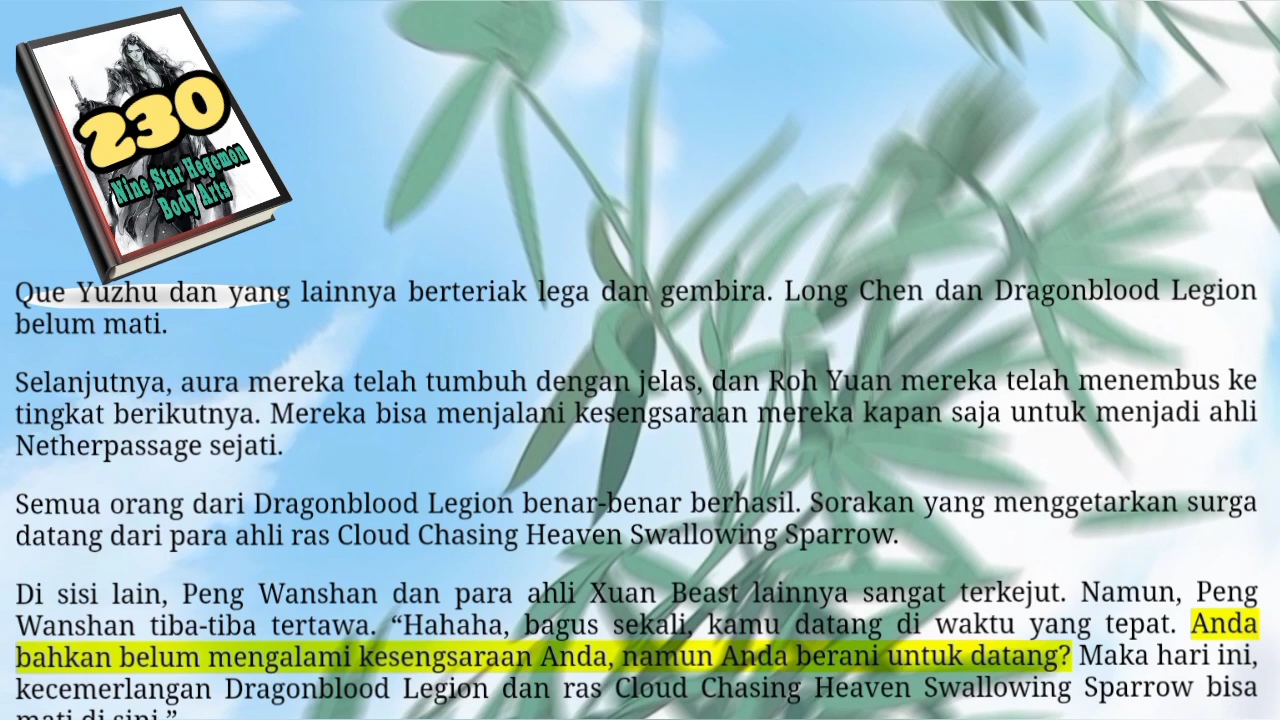 230
Nine Star Hegemon
Body Arts
Que Yuzhu dan yang lainnya berteriak lega dan gembira. Long Chen dan Dragonblood Legion
belum mati.
Selanjutnya, aura mereka telah tumbuh dengan jelas, dan Roh Yuan mereka telah menembus ke
tingkat berikutnya. Mereka bisa menjalani kesengsaraan mereka kapan saja untuk menjadi ahli
Netherpassage sejati.
Semua orang dari Dragonblood Legion benar-benar berhasil. Sorakan yang menggetarkan surga
datang dari para ahli ras Cloud Chasing Heaven Swallowing Sparrow.
Di sisi lain, Peng Wanshan dan para ahli Xuan Beast lainnya sangat terkejut. Namun, Peng
Wanshan tiba-tiba tertawa. “Hahaha, bagus sekali, kamu datang di waktu yang tepat. Anda
bahkan belum mengalami kesengsaraan Anda, namun Anda berani untuk datang? Maka hari ini,
kecemerlangan Dragonblood Legion dan ras Cloud Chasing Heaven Swallowing Sparrow bisa
mati di sini.”